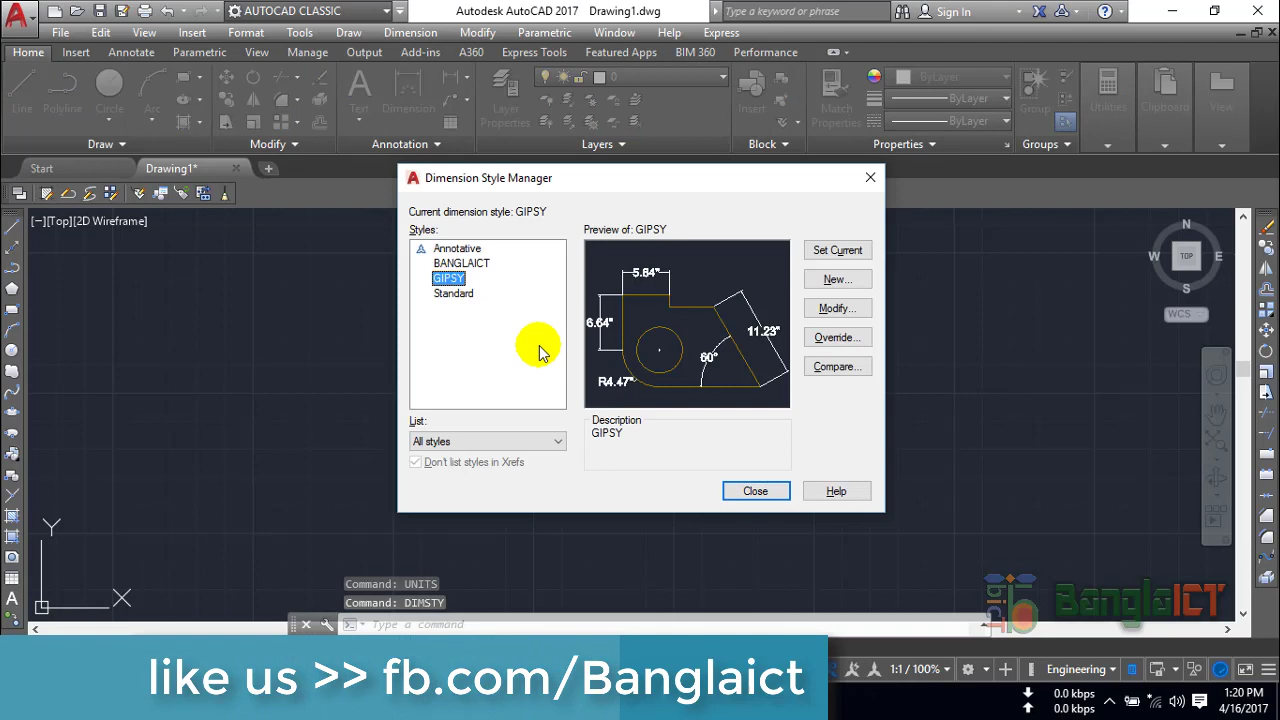 AUTOCAD CLASSIC
Autodesk AutoCAD 2017 Drawing1.dwg
Type a keyword or phrase
Sign In
File Edit View Insert Format Tools Draw Dimension Modify Parametric Window Help Express
Home Insert Annotate Parametric View Manage Output Add-ins A360 Express Tools Featured Apps BIM 360 Performance
Line Polyline Circle Arc Text Dimension Layer Properties 0 Insert Match Properties ByLayer Group Utilities Clipboard View
ByLayer
ByLayer
Draw Modify Annotation Layers Block Properties Groups
Start Drawing1*
[−][Top][2D Wireframe]
Dimension Style Manager
Current dimension style: GIPSY
Styles:
Annotative
BANGLAICT
GIPSY
Standard
Preview of: GIPSY
5.64"
6.64"
11.23"
60°
R4.47"
Set Current
New...
Modify...
Override...
Compare...
List:
All styles
Don't list styles in Xrefs
Description
GIPSY
Close
Help
N
W TOP E
S
WCS
Y
X
Command: UNITS
Command: DIMSTY
Type a command
BanglaICT
like us >> fb.com/Banglaict
1:1 / 100%
Engineering
0.0 kbps
0.0 kbps
1:20 PM
4/16/2017